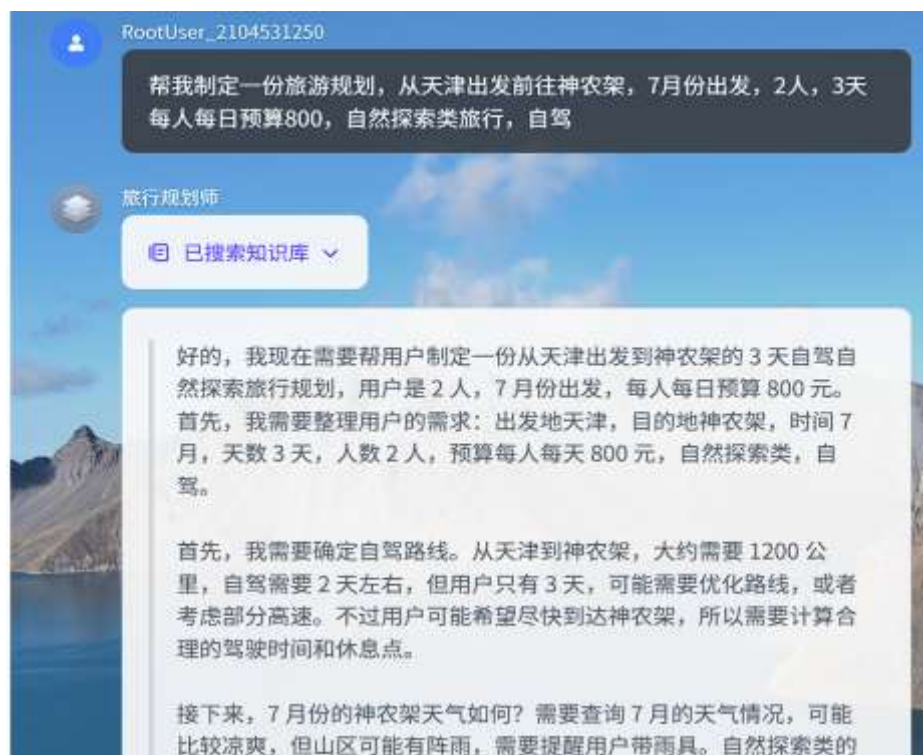 RootUser_2104531250
帮我制定一份旅游规划，从天津出发前往神农架，7月份出发，2人，3天
每人每日预算800，自然探索类旅行，自驾
旅行规划师
已搜索知识库
好的，我现在需要帮用户制定一份从天津出发到神农架的 3 天自驾自
然探索旅行规划，用户是 2 人，7 月份出发，每人每日预算 800 元。
首先，我需要整理用户的需求：出发地天津，目的地神农架，时间 7
月，天数 3 天，人数 2 人，预算每人每天 800 元，自然探索类，自
驾。
首先，我需要确定自驾路线。从天津到神农架，大约需要 1200 公
里，自驾需要 2 天左右，但用户只有 3 天，可能需要优化路线，或者
考虑部分高速。不过用户可能希望尽快到达神农架，所以需要计算合
理的驾驶时间和休息点。
接下来，7 月份的神农架天气如何？需要查询 7 月的天气情况，可能
比较凉爽，但山区可能有阵雨，需要提醒用户带雨具。自然探索类的